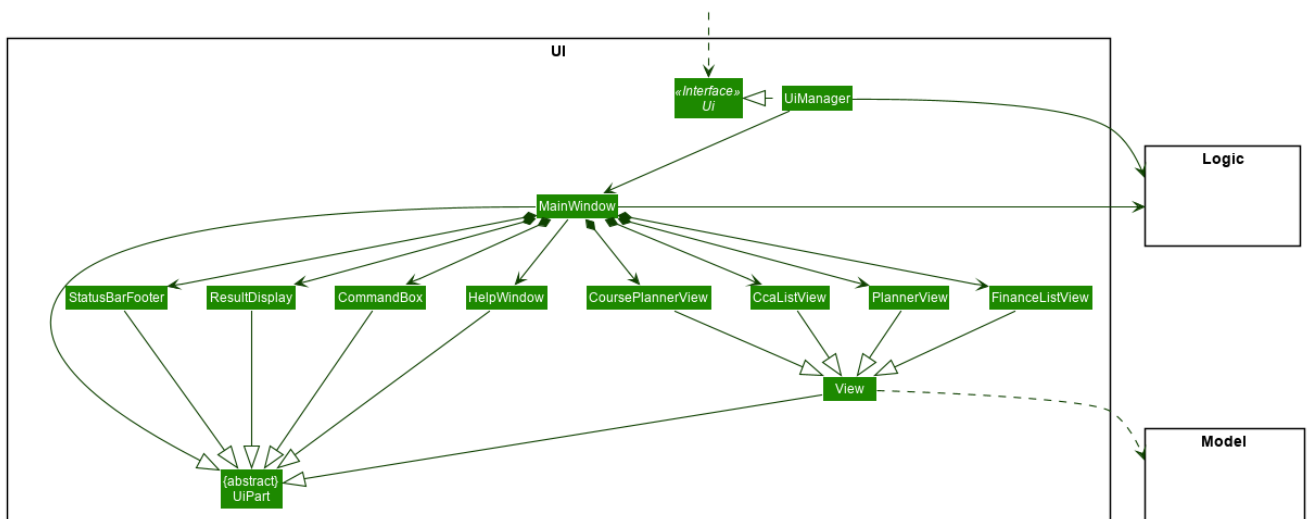 UI
«Interface»
Ui
UiManager
Logic
MainWindow
StatusBarFooter
ResultDisplay
CommandBox
HelpWindow
CoursePlannerView
CcaListView
PlannerView
FinanceListView
View
Model
{abstract}
UiPart